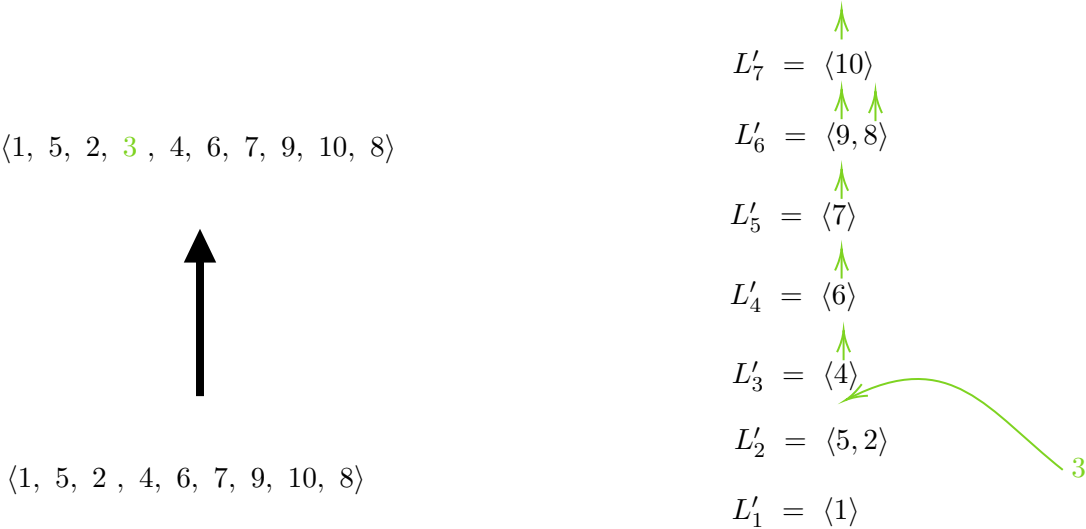 ⟨1, 5, 2, 3 , 4, 6, 7, 9, 10, 8⟩
⟨1, 5, 2 , 4, 6, 7, 9, 10, 8⟩
L′₇ = ⟨10⟩
L′₆ = ⟨9, 8⟩
L′₅ = ⟨7⟩
L′₄ = ⟨6⟩
L′₃ = ⟨4⟩
L′₂ = ⟨5, 2⟩
3
L′₁ = ⟨1⟩